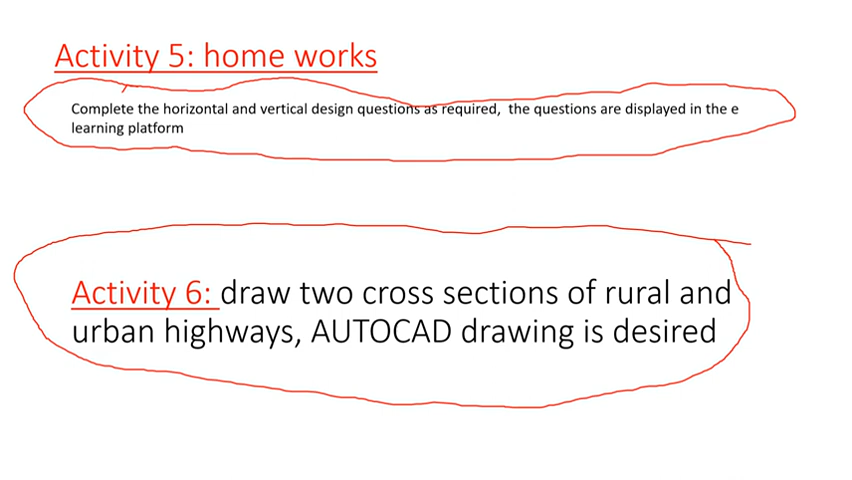 Activity 5: home works
Complete the horizontal and vertical design questions as required,  the questions are displayed in the e
learning platform
Activity 6: draw two cross sections of rural and
urban highways, AUTOCAD drawing is desired